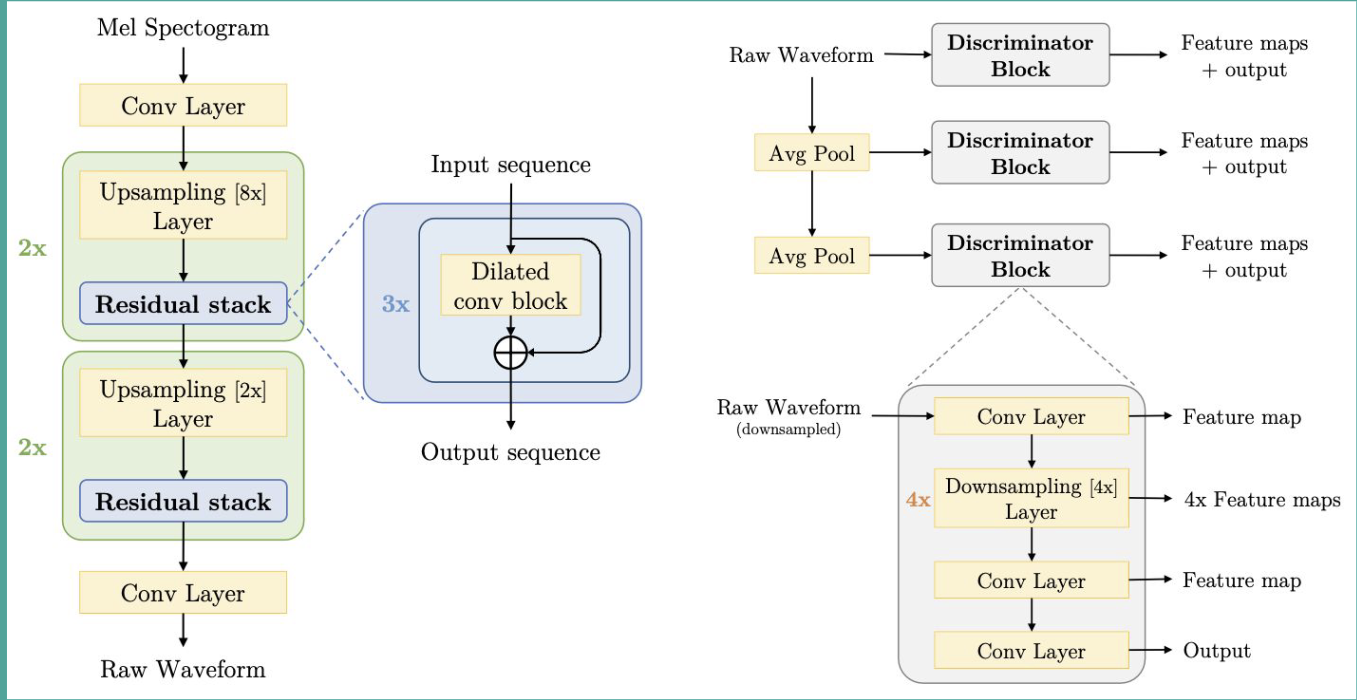 Mel Spectogram
Conv Layer
2x
Upsampling [8x]
Layer
Residual stack
2x
Upsampling [2x]
Layer
Residual stack
Conv Layer
Raw Waveform
Input sequence
3x
Dilated
conv block
Output sequence
Raw Waveform
Discriminator
Block
Feature maps
+ output
Avg Pool
Discriminator
Block
Feature maps
+ output
Avg Pool
Discriminator
Block
Feature maps
+ output
Raw Waveform
(downsampled)
Conv Layer
Feature map
4x
Downsampling [4x]
Layer
4x Feature maps
Conv Layer
Feature map
Conv Layer
Output